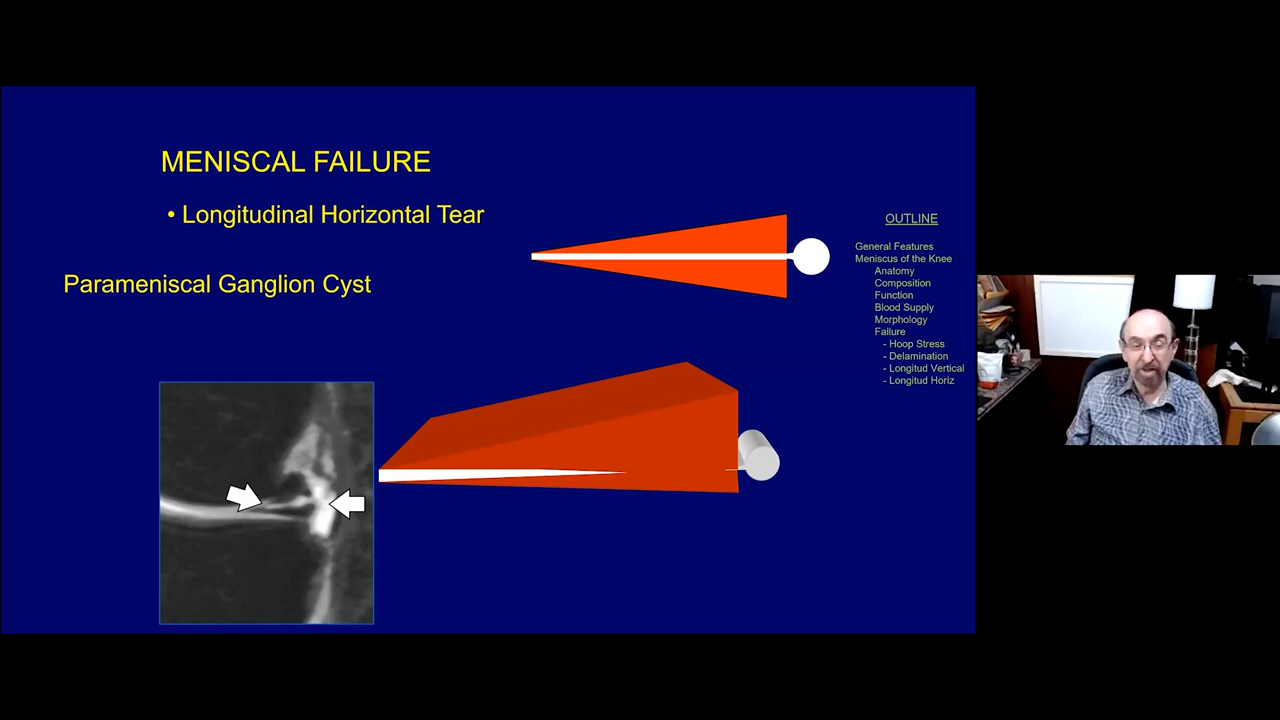 MENISCAL FAILURE
• Longitudinal Horizontal Tear
Parameniscal Ganglion Cyst
OUTLINE
General Features
Meniscus of the Knee
Anatomy
Composition
Function
Blood Supply
Morphology
Failure
- Hoop Stress
- Delamination
- Longitud Vertical
- Longitud Horiz